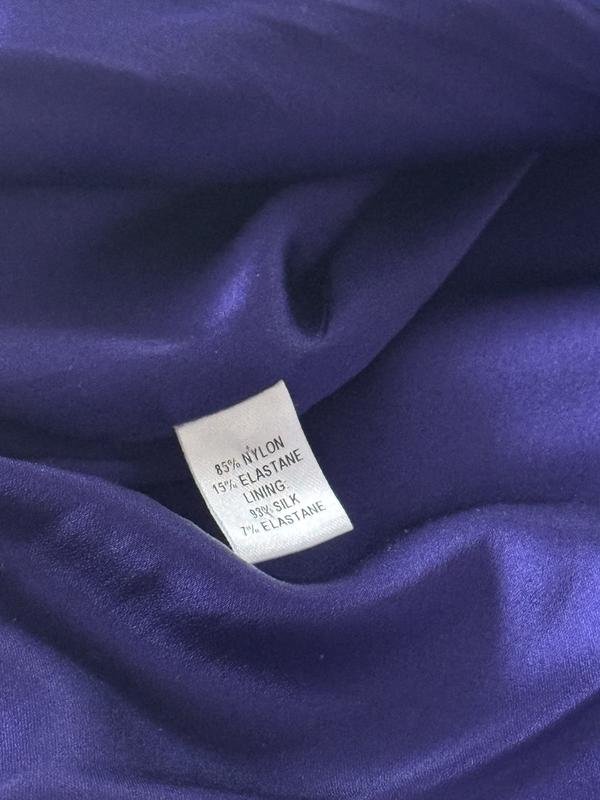 85% NYLON
15% ELASTANE
LINING:
93% SILK
7% ELASTANE